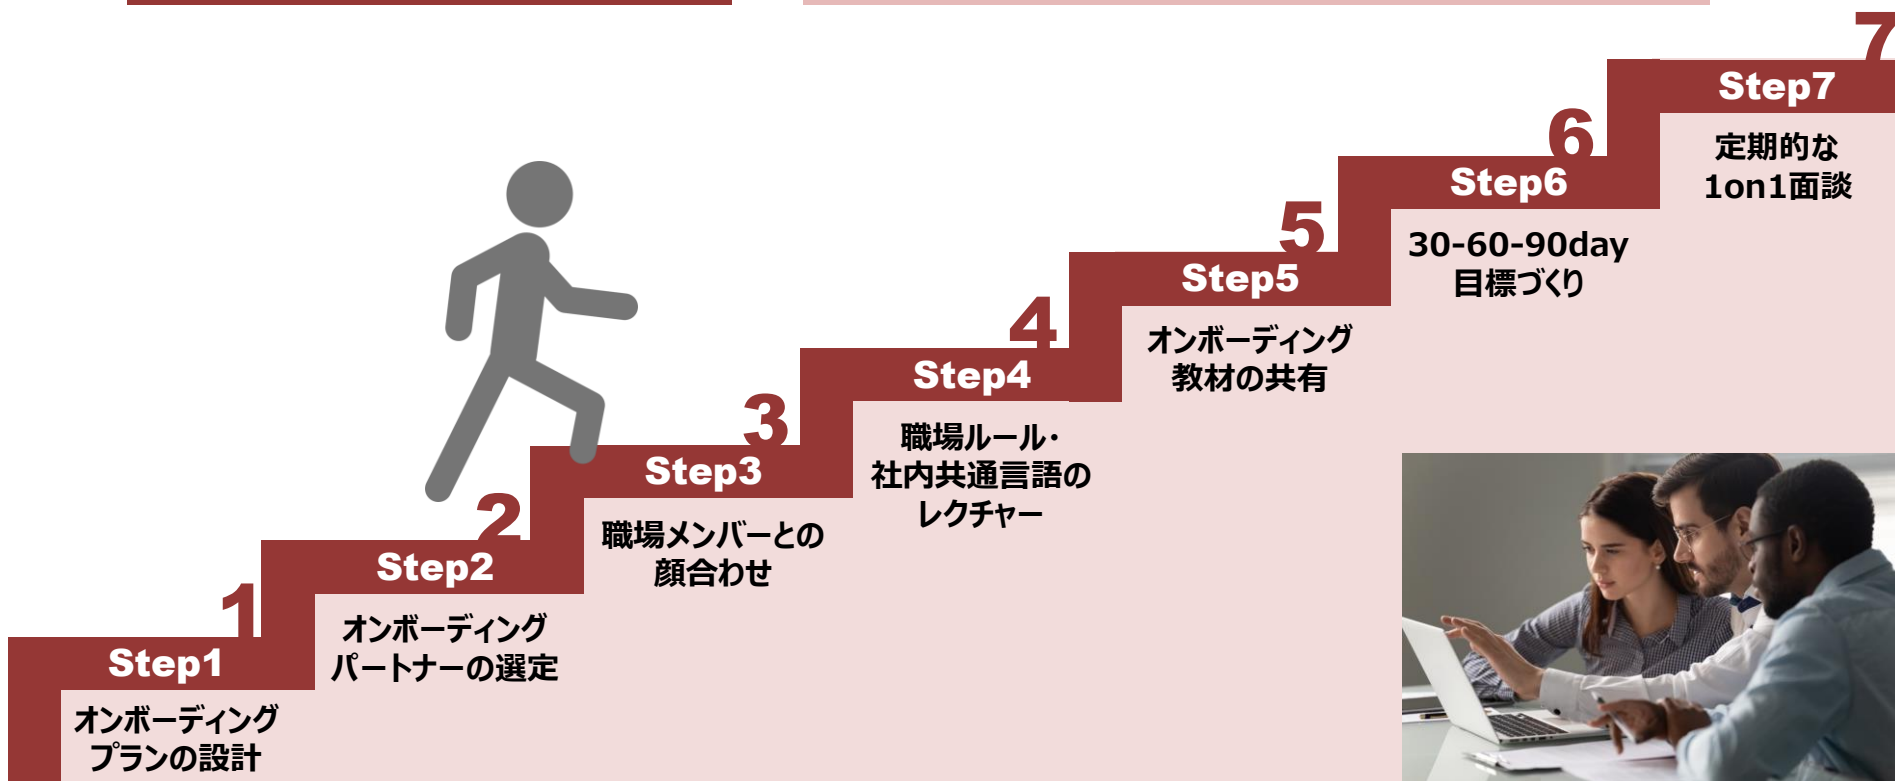 1
Step1
オンボーディング
プランの設計
2
Step2
オンボーディング
パートナーの選定
3
Step3
職場メンバーとの
顔合わせ
4
Step4
職場ルール・
社内共通言語の
レクチャー
5
Step5
オンボーディング
教材の共有
6
Step6
30-60-90day
目標づくり
7
Step7
定期的な
1on1面談